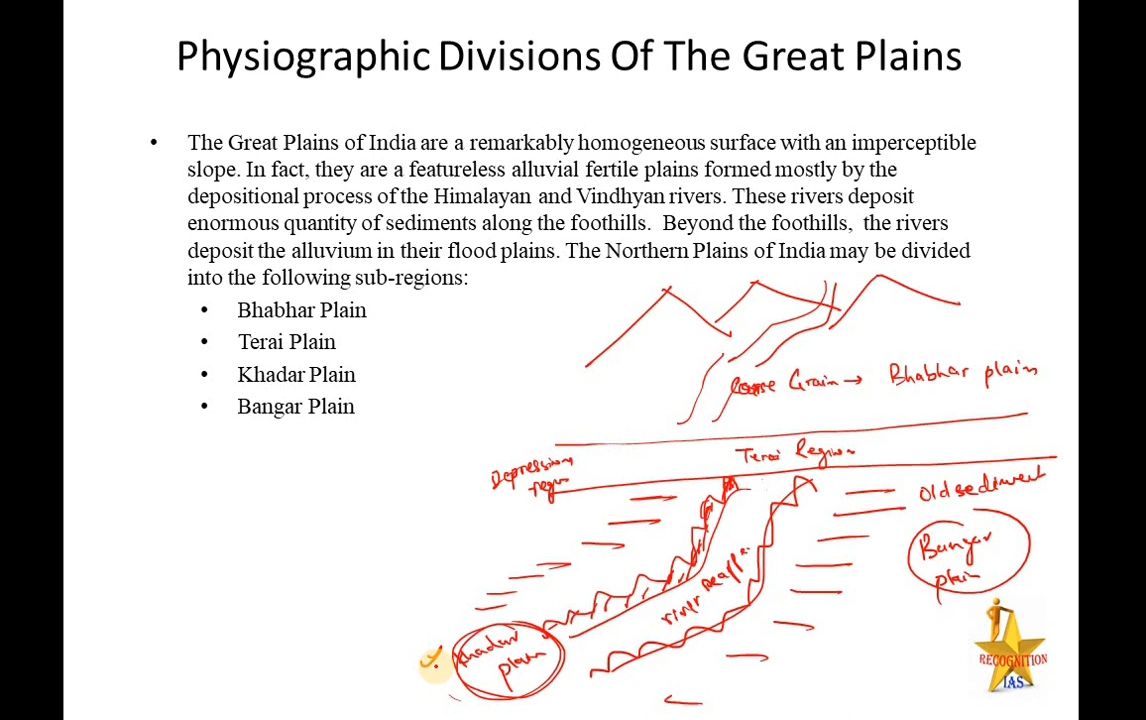 Physiographic Divisions Of The Great Plains
• The Great Plains of India are a remarkably homogeneous surface with an imperceptible
slope. In fact, they are a featureless alluvial fertile plains formed mostly by the
depositional process of the Himalayan and Vindhyan rivers. These rivers deposit
enormous quantity of sediments along the foothills. Beyond the foothills, the rivers
deposit the alluvium in their flood plains. The Northern Plains of India may be divided
into the following sub-regions:
• Bhabhar Plain
• Terai Plain
• Khadar Plain
• Bangar Plain
Grain → Bhabhar plain
Terai Region
Depression
Old sediment
Bangar
plain
river
Khadar
plain
RECOGNITION
IAS